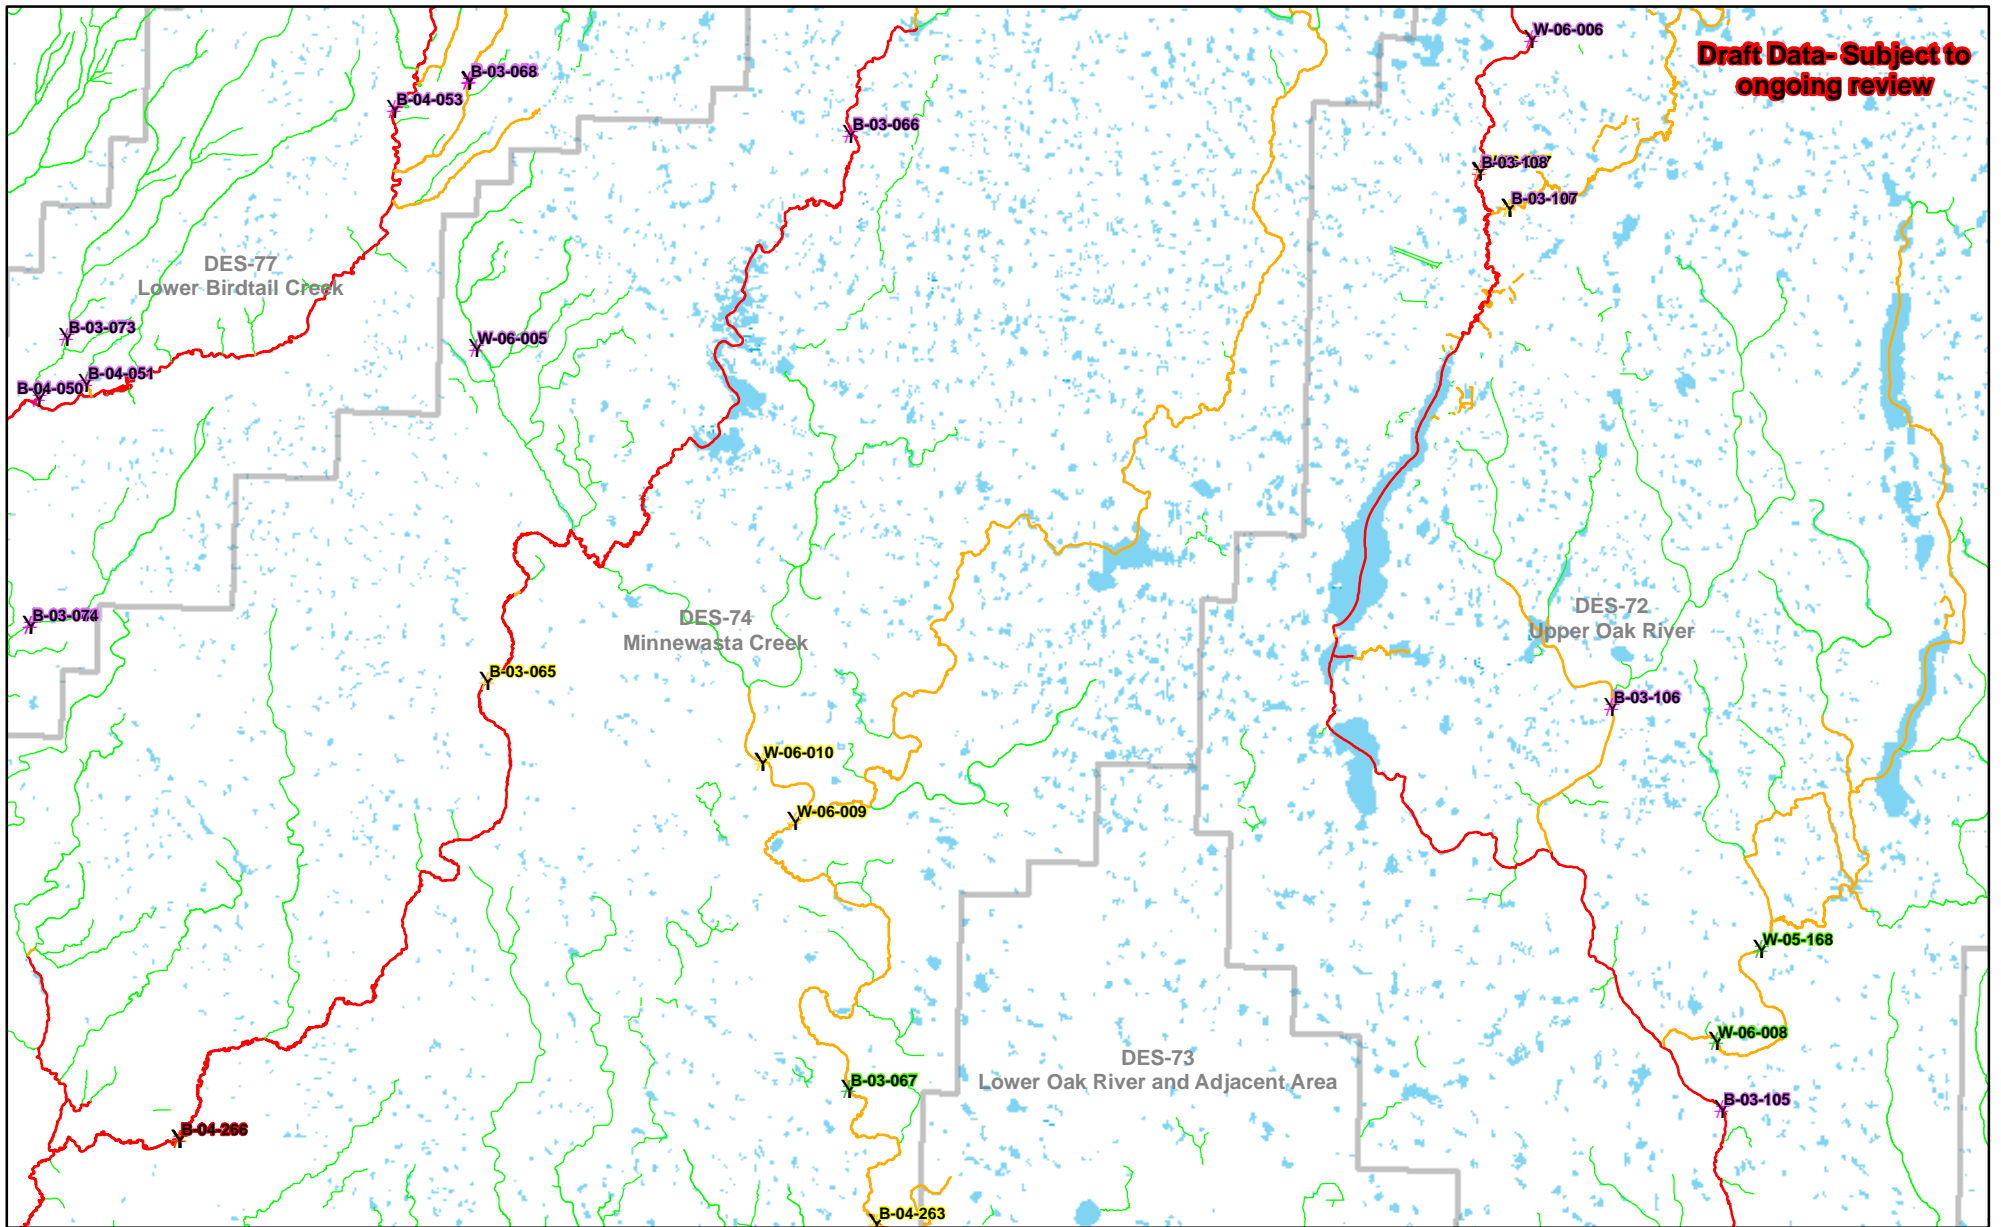 W-06-006
Draft Data- Subject to
ongoing review
B-03-068
B-04-053
B-03-066
B-03-108
B-03-107
DES-77
Lower Birdtail Creek
B-03-073
W-06-005
B-04-051
B-04-050
B-03-074
DES-74
Minnewasta Creek
DES-72
Upper Oak River
B-03-065
B-03-106
W-06-010
W-06-009
W-05-168
W-06-008
DES-73
Lower Oak River and Adjacent Area
B-03-067
B-03-105
B-04-266
B-04-263